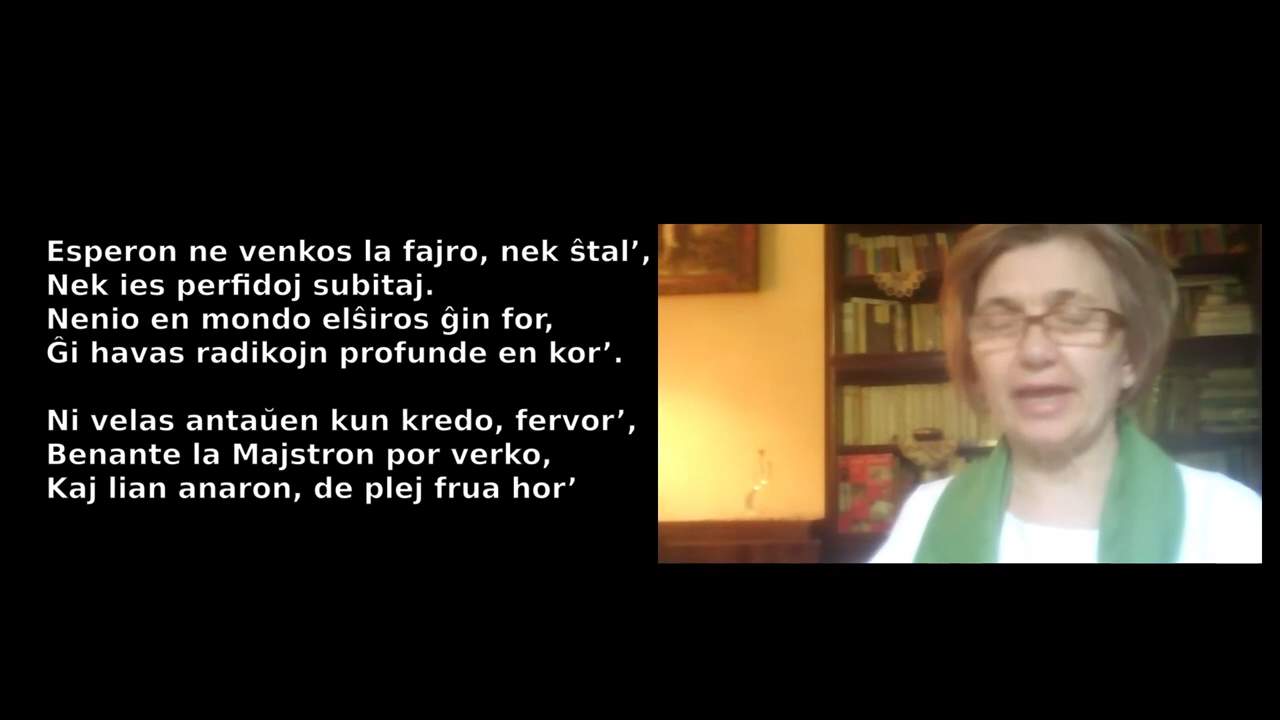 Esperon ne venkos la fajro, nek ŝtal’,
Nek ies perfidoj subitaj.
Nenio en mondo elŝiros ĝin for,
Ĝi havas radikojn profunde en kor’.
Ni velas antaŭen kun kredo, fervor’,
Benante la Majstron por verko,
Kaj lian anaron, de plej frua hor’